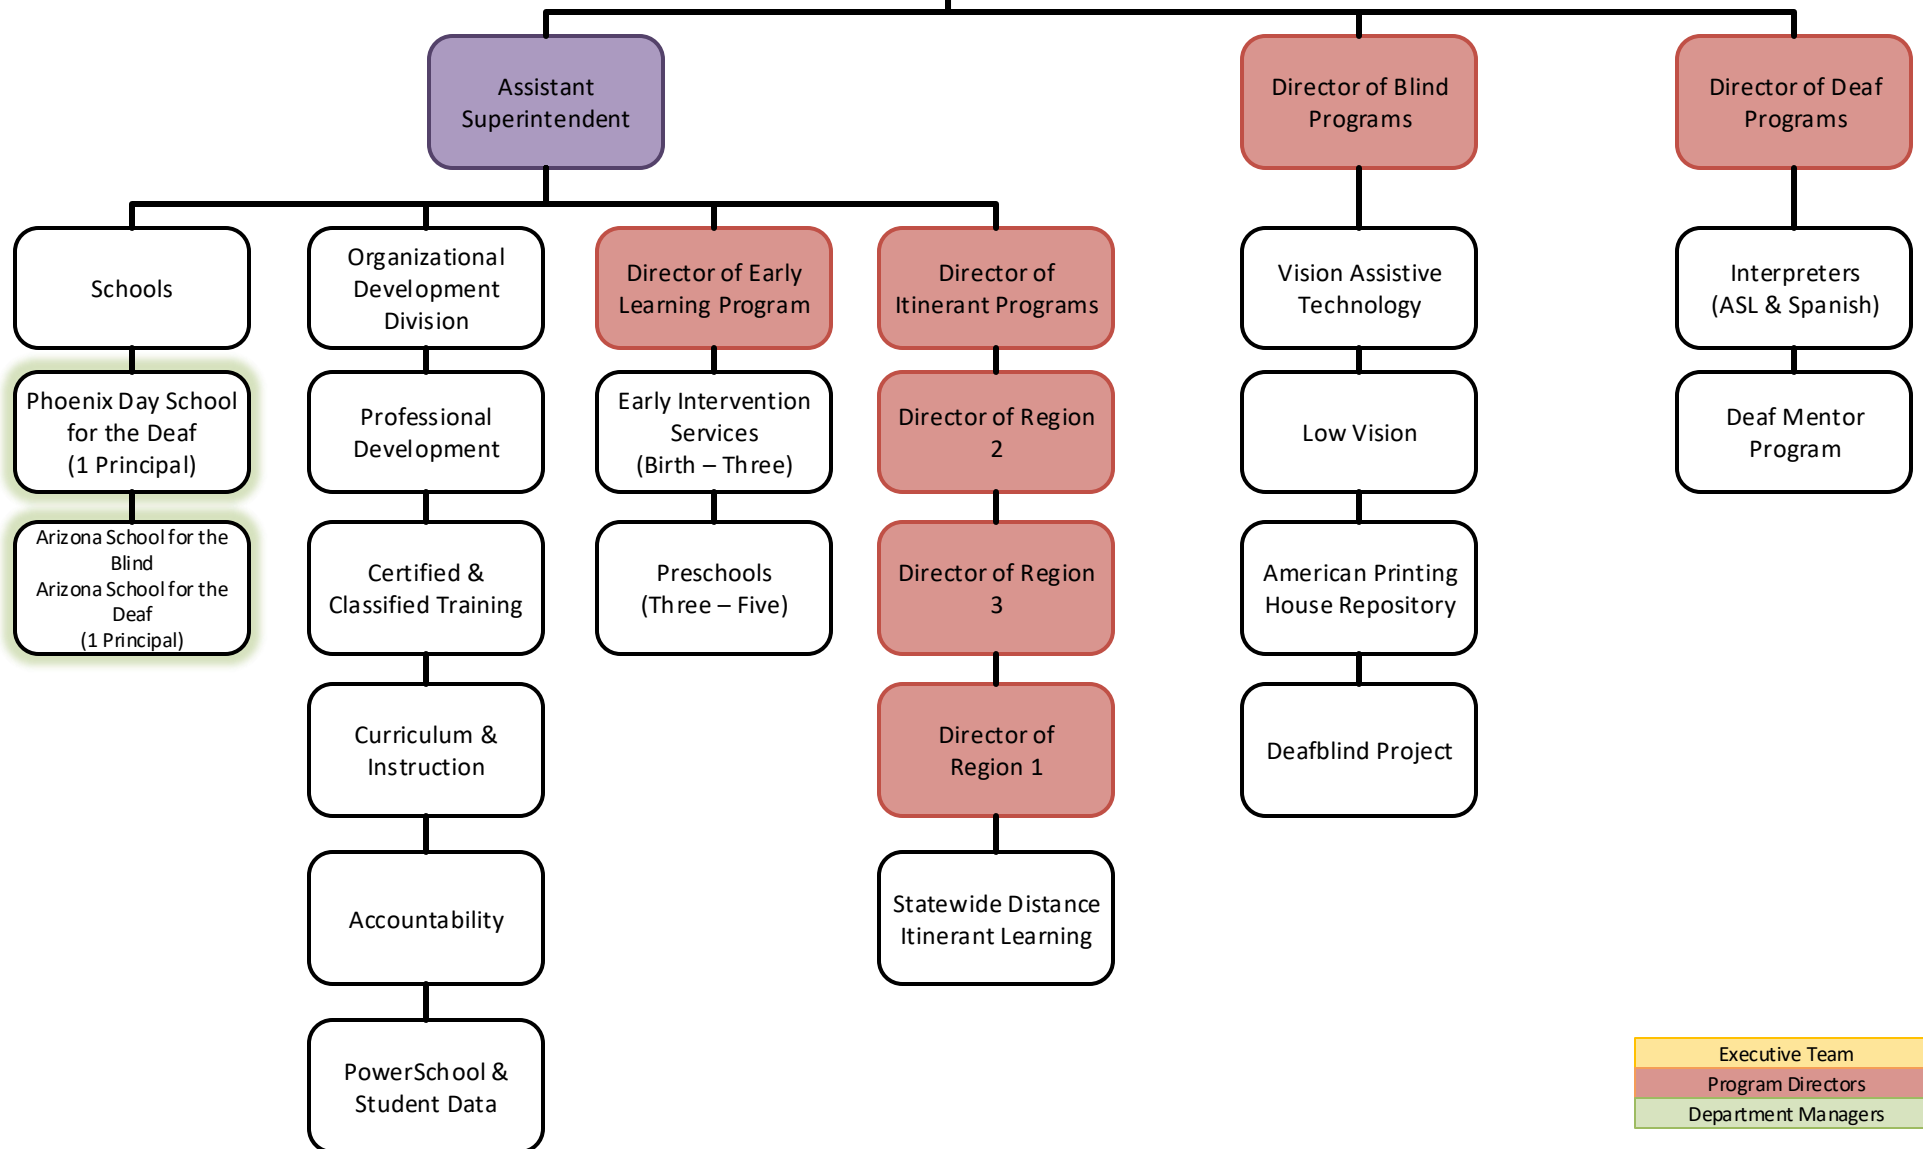 Assistant
Superintendent
Director of Blind
Programs
Director of Deaf
Programs
Schools
Organizational
Development
Division
Director of Early
Learning Program
Director of
Itinerant Programs
Vision Assistive
Technology
Interpreters
(ASL & Spanish)
Phoenix Day School
for the Deaf
(1 Principal)
Professional
Development
Early Intervention
Services
(Birth – Three)
Director of Region
2
Low Vision
Deaf Mentor
Program
Arizona School for the
Blind
Arizona School for the
Deaf
(1 Principal)
Certified &
Classified Training
Preschools
(Three – Five)
Director of Region
3
American Printing
House Repository
Curriculum &
Instruction
Director of
Region 1
Deafblind Project
Accountability
Statewide Distance
Itinerant Learning
PowerSchool &
Student Data
Executive Team
Program Directors
Department Managers